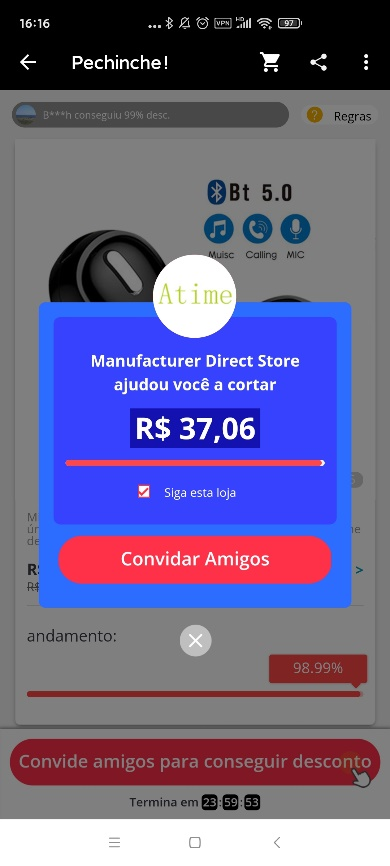 16:16
VPN
HD
97
Pechinche!
B***h conseguiu 99% desc.
? Regras
Bt 5.0
Muisc Calling MIC
Atime
Manufacturer Direct Store
ajudou você a cortar
R$ 37,06
Siga esta loja
Convidar Amigos
R$
andamento:
98.99%
Convide amigos para conseguir desconto
Termina em 23:59:53